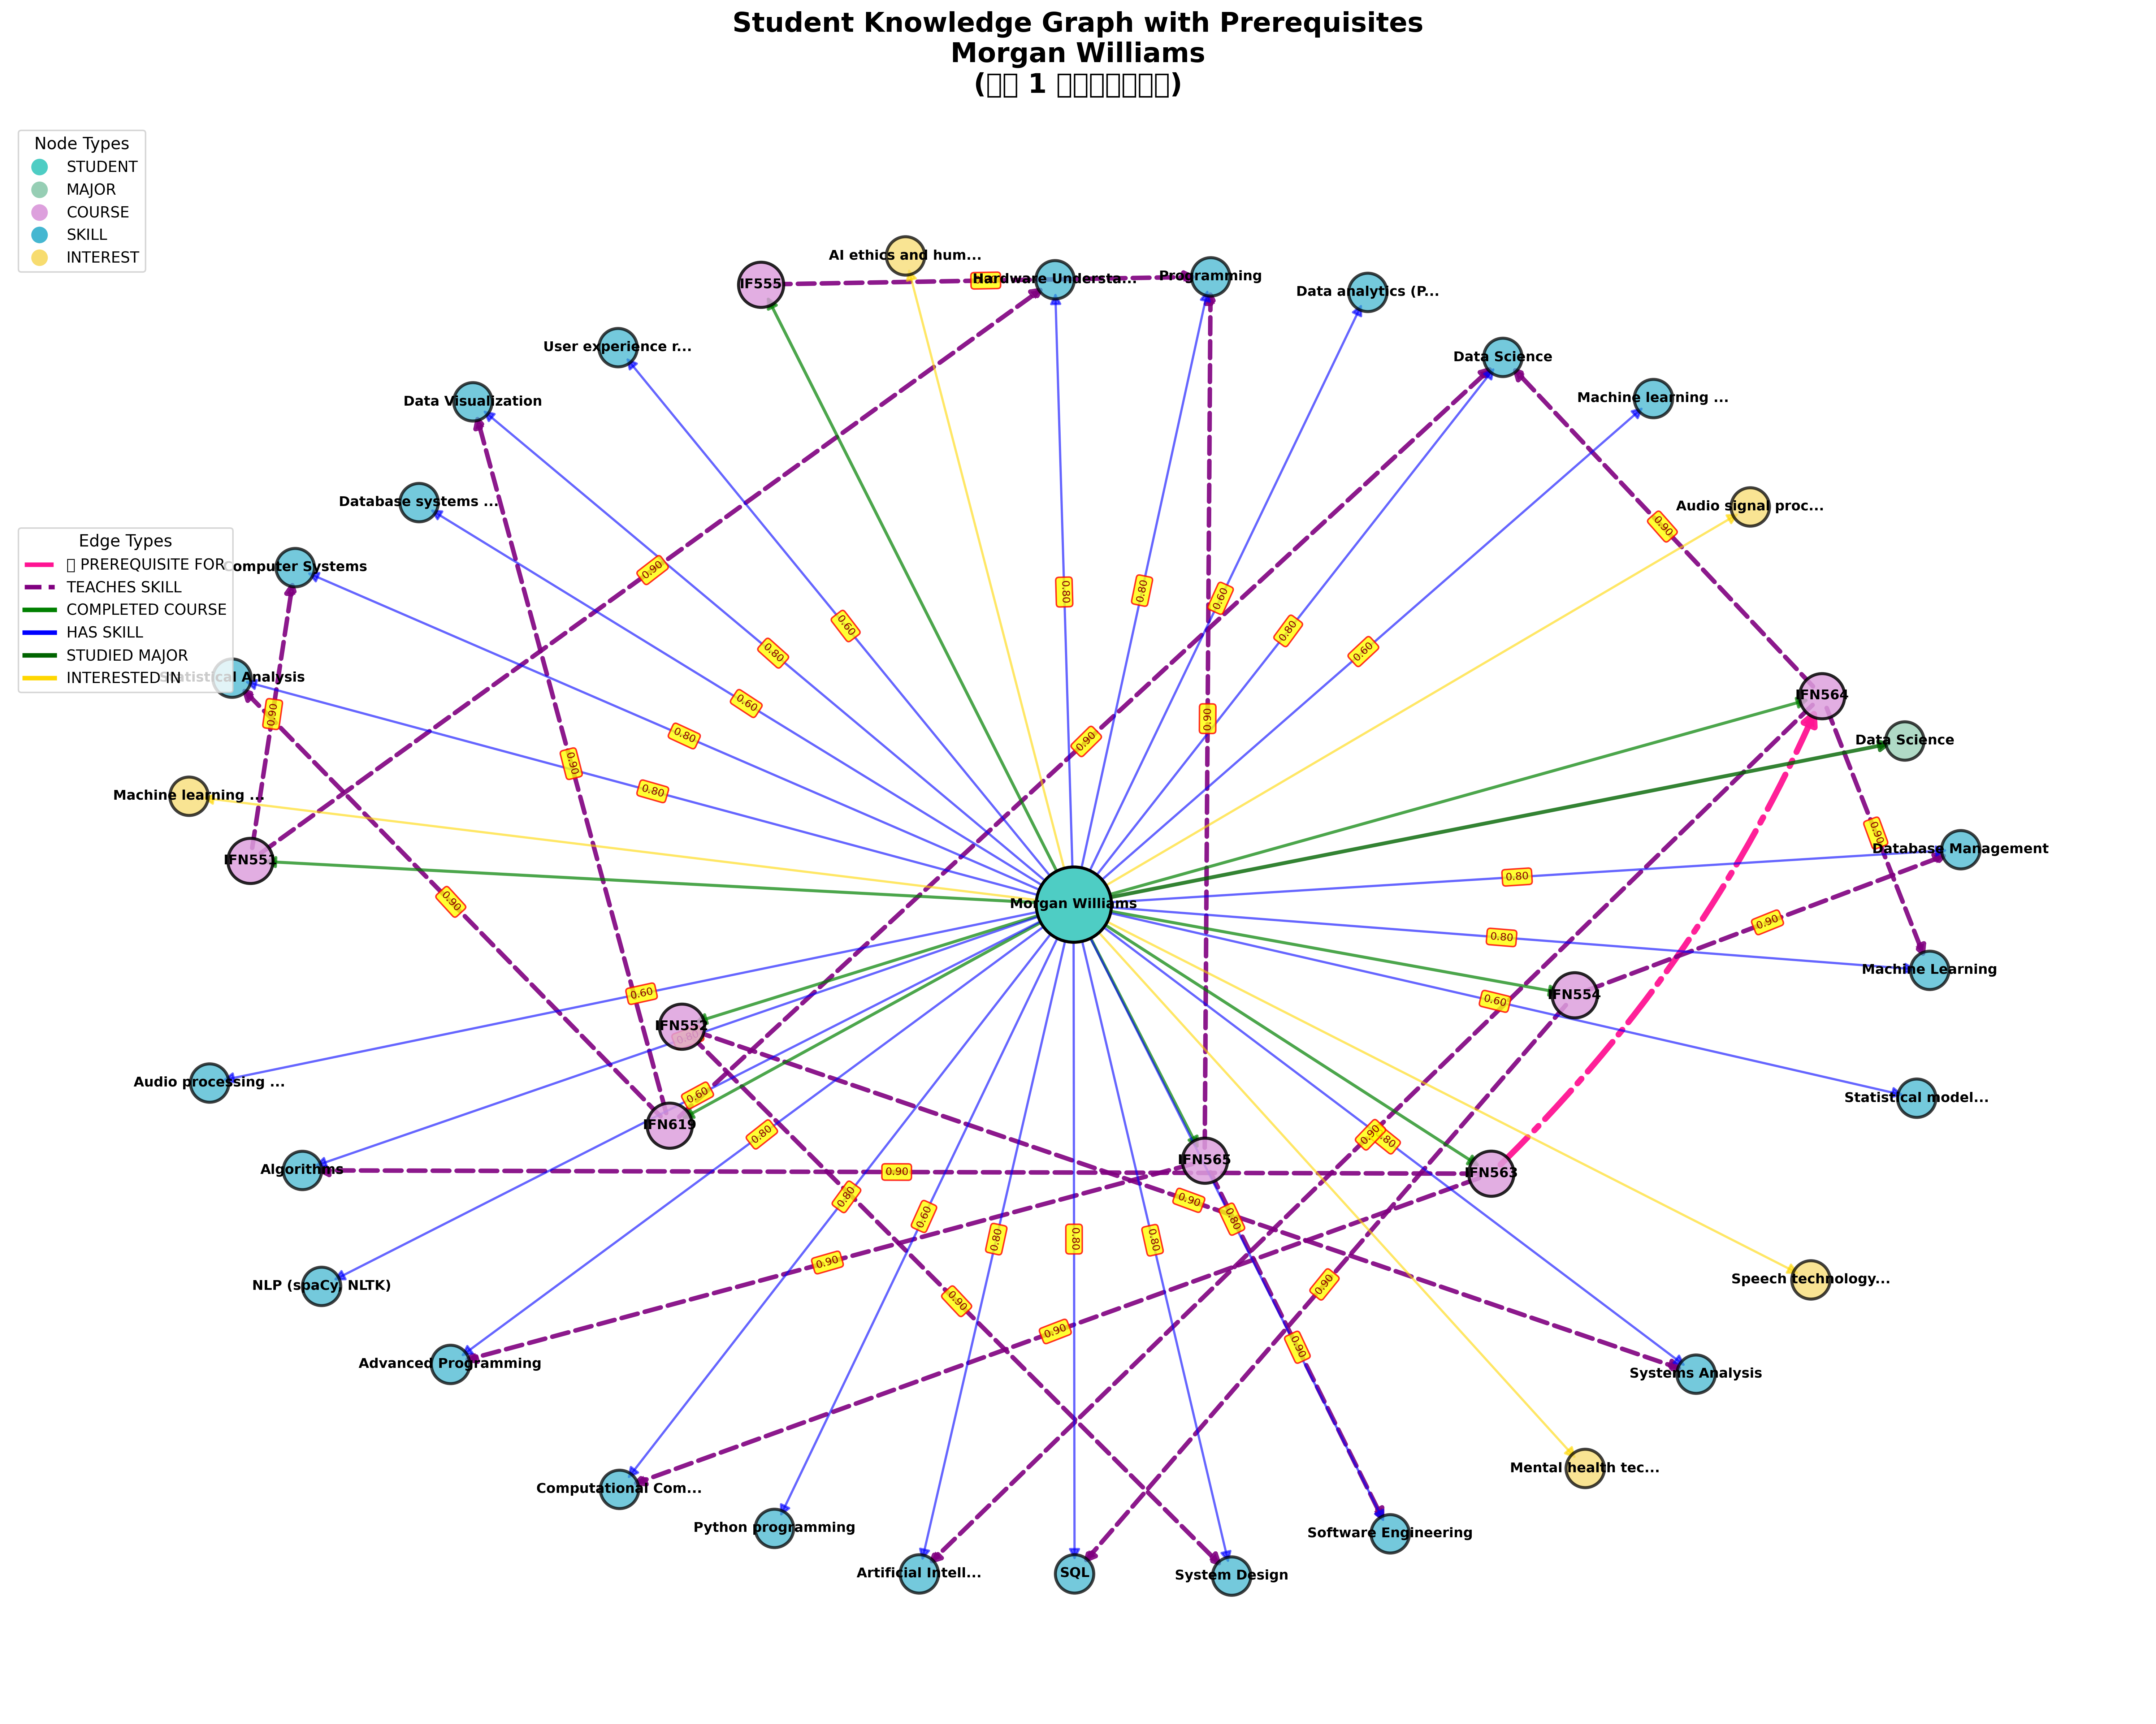 Student Knowledge Graph with Prerequisites
Morgan Williams
(□□ 1 □□□□□□□)
Node Types
STUDENT
MAJOR
COURSE
SKILL
INTEREST
AI ethics and hum...
IF555
0.90
Hardware Understa...
Programming
Data analytics (P...
User experience r...
Data Science
Data Visualization
Machine learning ...
Database systems ...
Audio signal proc...
0.90
Edge Types
□ PREREQUISITE FOR
TEACHES SKILL
COMPLETED COURSE
HAS SKILL
STUDIED MAJOR
INTERESTED IN
Computer Systems
0.90
0.80
0.80
0.60
0.60
0.80
0.80
0.60
Statistical Analysis
IFN564
0.60
0.90
0.90
0.80
0.90
Data Science
0.90
0.80
Machine learning ...
0.90
Database Management
IFN551
0.80
0.90
Morgan Williams
0.90
0.80
Machine Learning
0.60
IFN554
0.60
IFN552
Audio processing ...
0.60
Statistical model...
IFN619
0.80
0.90
0.80
IFN565
Algorithms
0.90
IFN563
0.80
0.90
0.60
0.80
0.80
0.80
0.80
0.90
NLP (spaCy, NLTK)
0.90
Speech technology...
0.90
0.90
0.90
Advanced Programming
Systems Analysis
Mental health tec...
Computational Com...
Python programming
Software Engineering
Artificial Intell...
SQL
System Design